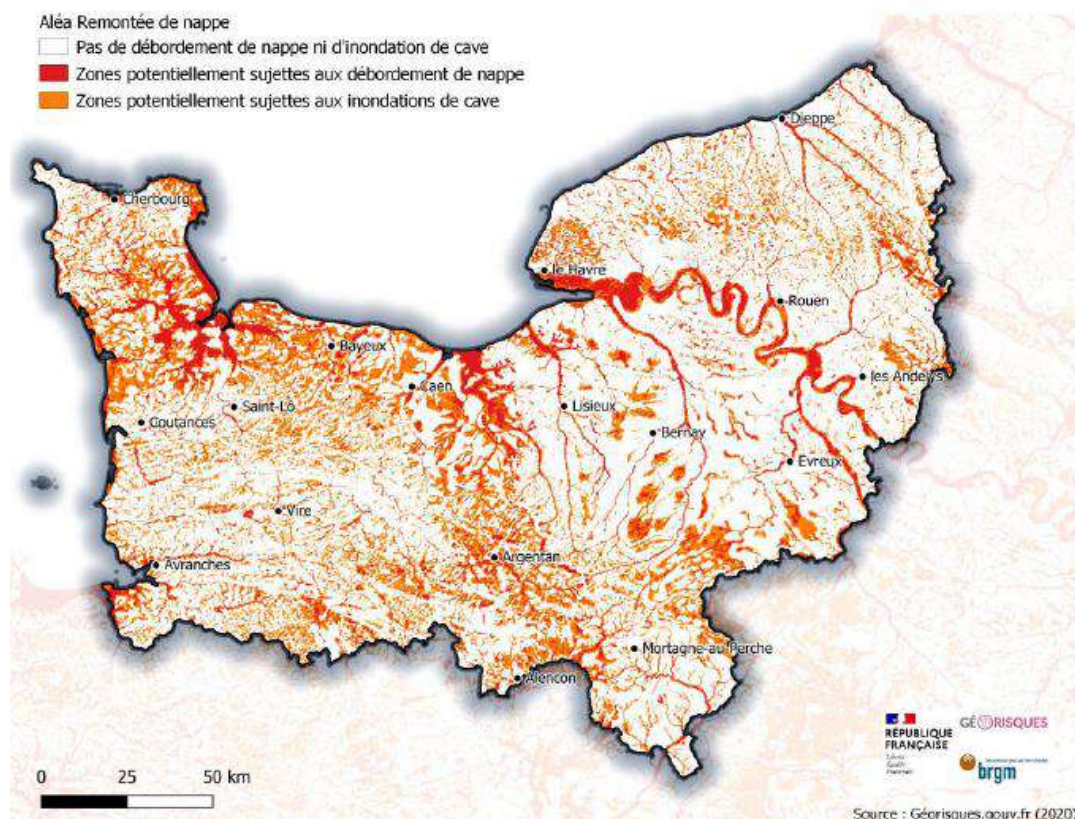 Aléa Remontée de nappe
Pas de débordement de nappe ni d'inondation de cave
Zones potentiellement sujettes aux débordement de nappe
Zones potentiellement sujettes aux inondations de cave
Dieppe
Cherbourg
le Havre
Rouen
Bayeux
Caen
les Andelys
Saint-Lô
Lisieux
Coutances
Bernay
Evreux
Vire
Argentan
Avranches
Mortagne-au-Perche
Alençon
RÉPUBLIQUE
FRANÇAISE
Liberté
Égalité
Fraternité
GÉORISQUES
brgm
0 25 50 km
Source : Géorisques.gouv.fr (2020)